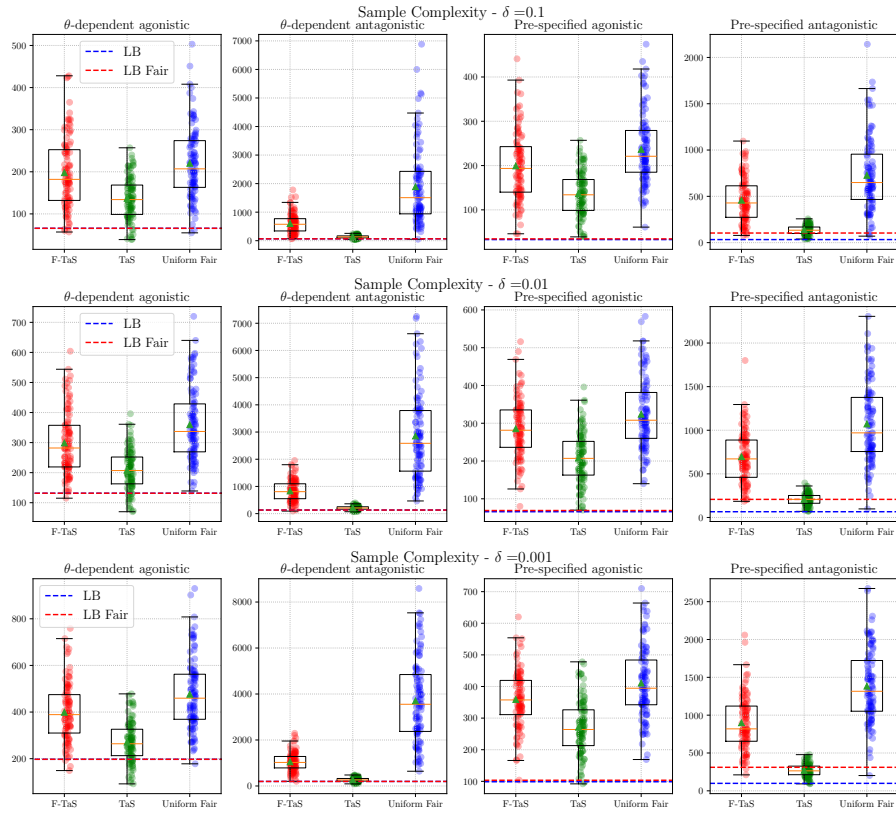 Sample Complexity - δ =0.1
θ-dependent agonistic
θ-dependent antagonistic
Pre-specified agonistic
Pre-specified antagonistic
500
400
300
200
100
LB
LB Fair
F-TaS
TaS
Uniform Fair
7000
6000
5000
4000
3000
2000
1000
0
F-TaS
TaS
Uniform Fair
400
300
200
100
0
F-TaS
TaS
Uniform Fair
2000
1500
1000
500
0
F-TaS
TaS
Uniform Fair
Sample Complexity - δ =0.01
θ-dependent agonistic
θ-dependent antagonistic
Pre-specified agonistic
Pre-specified antagonistic
700
600
500
400
300
200
100
LB
LB Fair
F-TaS
TaS
Uniform Fair
7000
6000
5000
4000
3000
2000
1000
0
F-TaS
TaS
Uniform Fair
600
500
400
300
200
100
F-TaS
TaS
Uniform Fair
2000
1500
1000
500
0
F-TaS
TaS
Uniform Fair
Sample Complexity - δ =0.001
θ-dependent agonistic
θ-dependent antagonistic
Pre-specified agonistic
Pre-specified antagonistic
800
600
400
200
LB
LB Fair
F-TaS
TaS
Uniform Fair
8000
6000
4000
2000
0
F-TaS
TaS
Uniform Fair
700
600
500
400
300
200
100
F-TaS
TaS
Uniform Fair
2500
2000
1500
1000
500
0
F-TaS
TaS
Uniform Fair